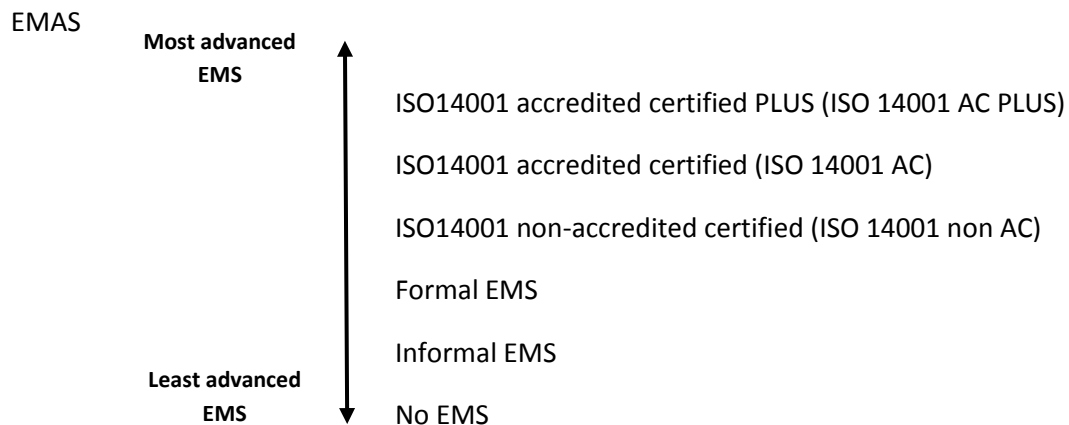 EMAS
Most advanced
EMS
ISO14001 accredited certified PLUS (ISO 14001 AC PLUS)
ISO14001 accredited certified (ISO 14001 AC)
ISO14001 non-accredited certified (ISO 14001 non AC)
Formal EMS
Informal EMS
Least advanced
EMS
No EMS